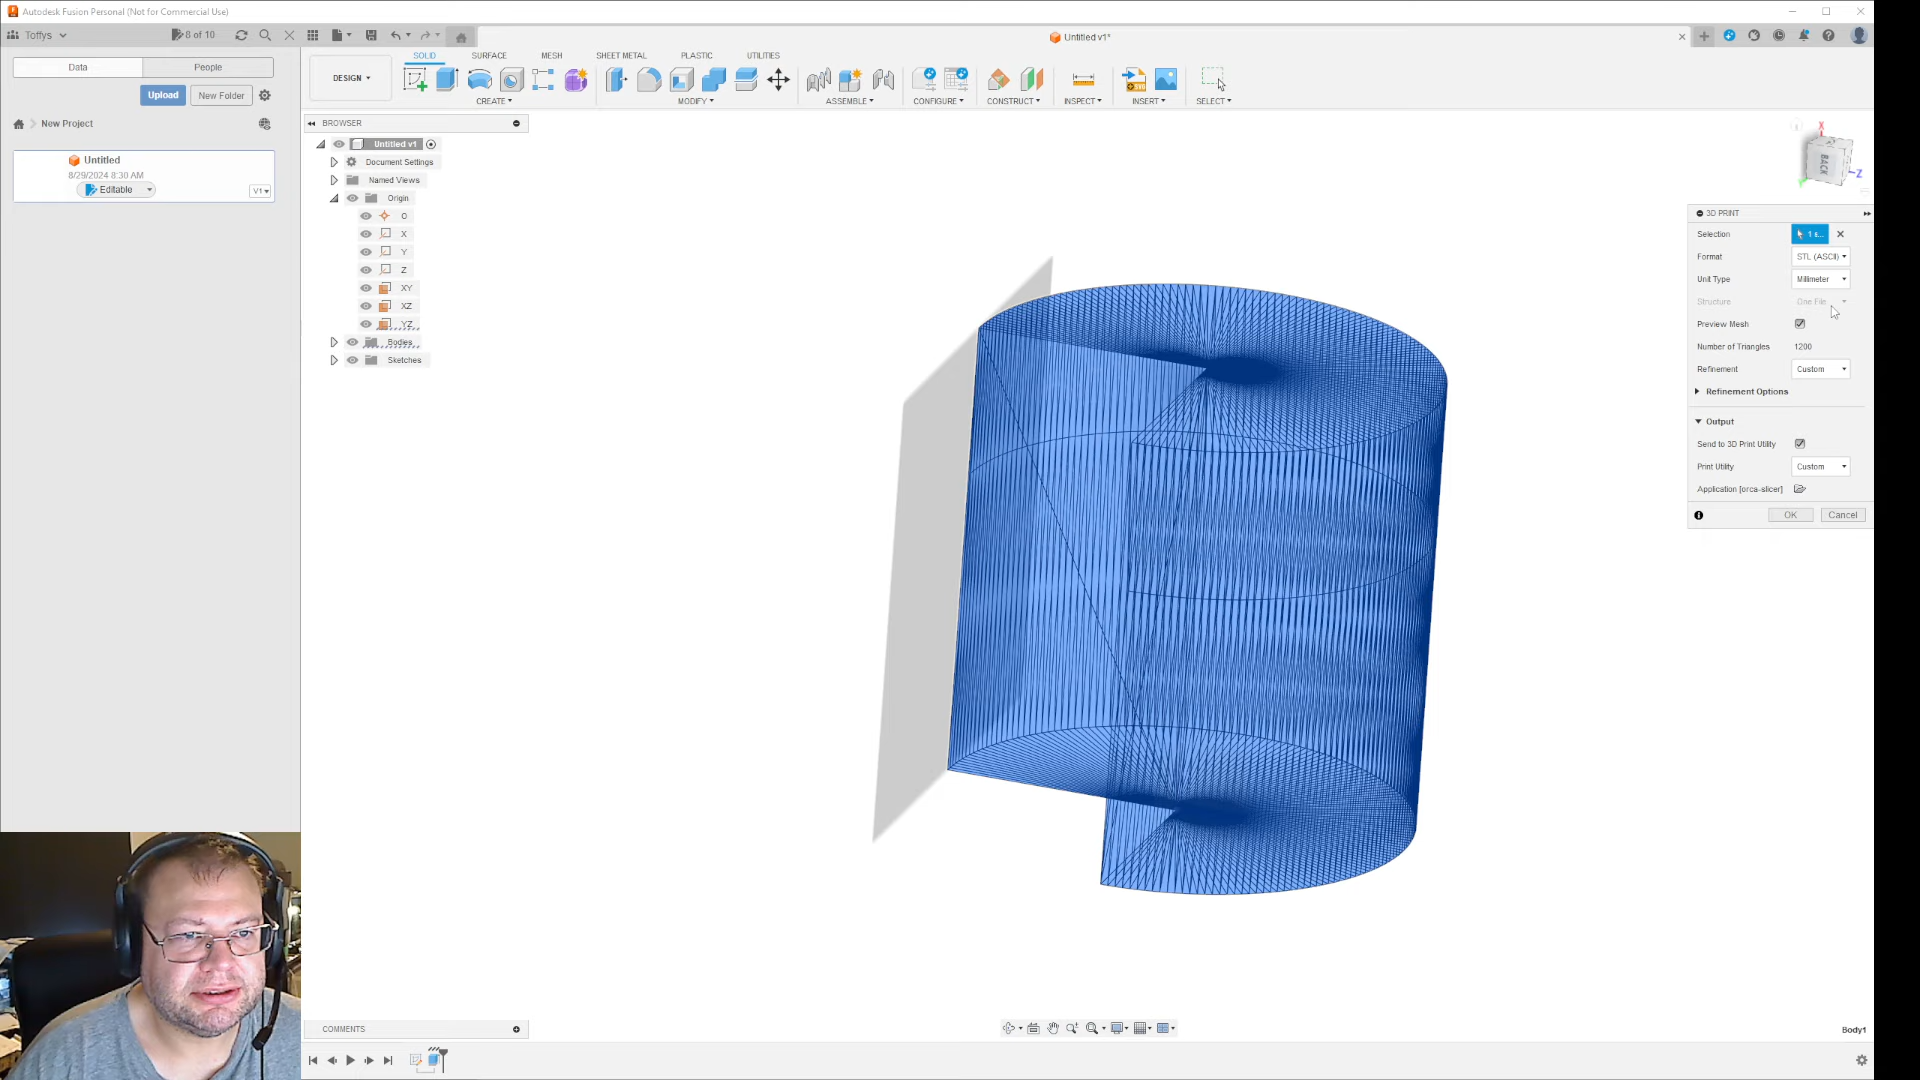 Autodesk Fusion Personal (Not for Commercial Use)
Toffys
8 of 10
Untitled v1*
Data
People
Upload
New Folder
New Project
Untitled
8/29/2024 8:30 AM
Editable
V1
DESIGN
SOLID
SURFACE
MESH
SHEET METAL
PLASTIC
UTILITIES
CREATE
MODIFY
ASSEMBLE
CONFIGURE
CONSTRUCT
INSPECT
INSERT
SELECT
BROWSER
Untitled v1
Document Settings
Named Views
Origin
O
X
Y
Z
XY
XZ
YZ
Bodies
Sketches
X
BACK
Z
Y
3D PRINT
Selection
1 s...
Format
STL (ASCII)
Unit Type
Millimeter
Structure
One File
Preview Mesh
Number of Triangles
1200
Refinement
Custom
Refinement Options
Output
Send to 3D Print Utility
Print Utility
Custom
Application [orca-slicer]
OK
Cancel
COMMENTS
Body1